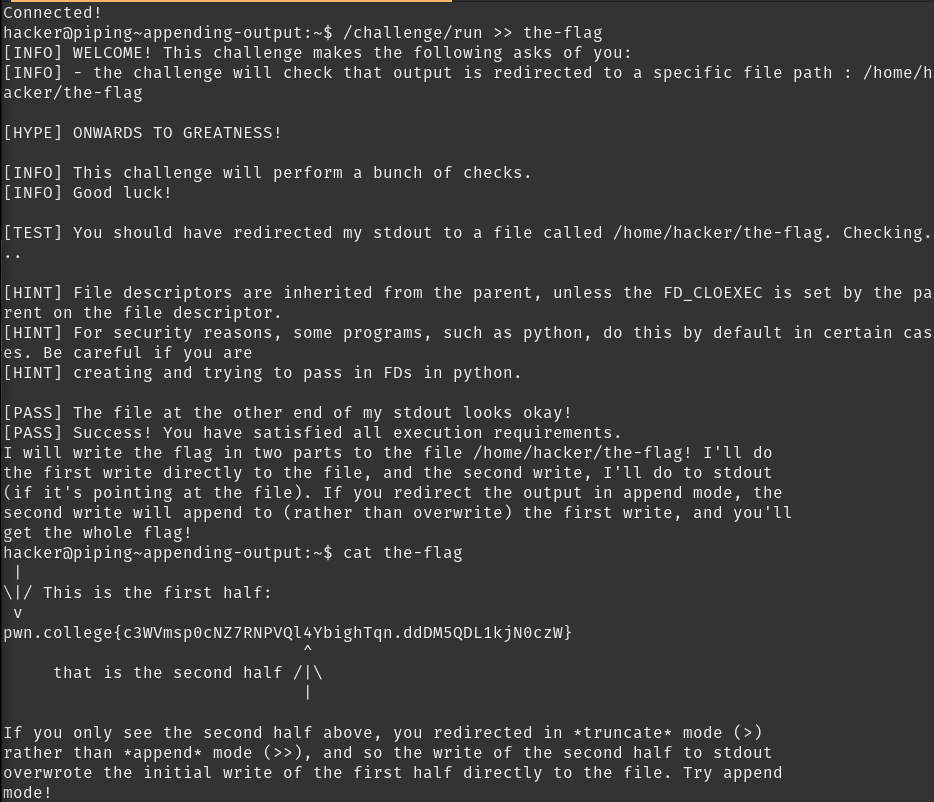 Connected!
hacker@piping~appending-output:~$ /challenge/run >> the-flag
[INFO] WELCOME! This challenge makes the following asks of you:
[INFO] - the challenge will check that output is redirected to a specific file path : /home/h
acker/the-flag
[HYPE] ONWARDS TO GREATNESS!
[INFO] This challenge will perform a bunch of checks.
[INFO] Good luck!
[TEST] You should have redirected my stdout to a file called /home/hacker/the-flag. Checking.
..
[HINT] File descriptors are inherited from the parent, unless the FD_CLOEXEC is set by the pa
rent on the file descriptor.
[HINT] For security reasons, some programs, such as python, do this by default in certain cas
es. Be careful if you are
[HINT] creating and trying to pass in FDs in python.
[PASS] The file at the other end of my stdout looks okay!
[PASS] Success! You have satisfied all execution requirements.
I will write the flag in two parts to the file /home/hacker/the-flag! I'll do
the first write directly to the file, and the second write, I'll do to stdout
(if it's pointing at the file). If you redirect the output in append mode, the
second write will append to (rather than overwrite) the first write, and you'll
get the whole flag!
hacker@piping~appending-output:~$ cat the-flag
 |
\|/ This is the first half:
 v
pwn.college{c3WVmsp0cNZ7RNPVQl4YbighTqn.ddDM5QDL1kjN0czW}
                              ^
     that is the second half /|\
                              |
If you only see the second half above, you redirected in *truncate* mode (>)
rather than *append* mode (>>), and so the write of the second half to stdout
overwrote the initial write of the first half directly to the file. Try append
mode!